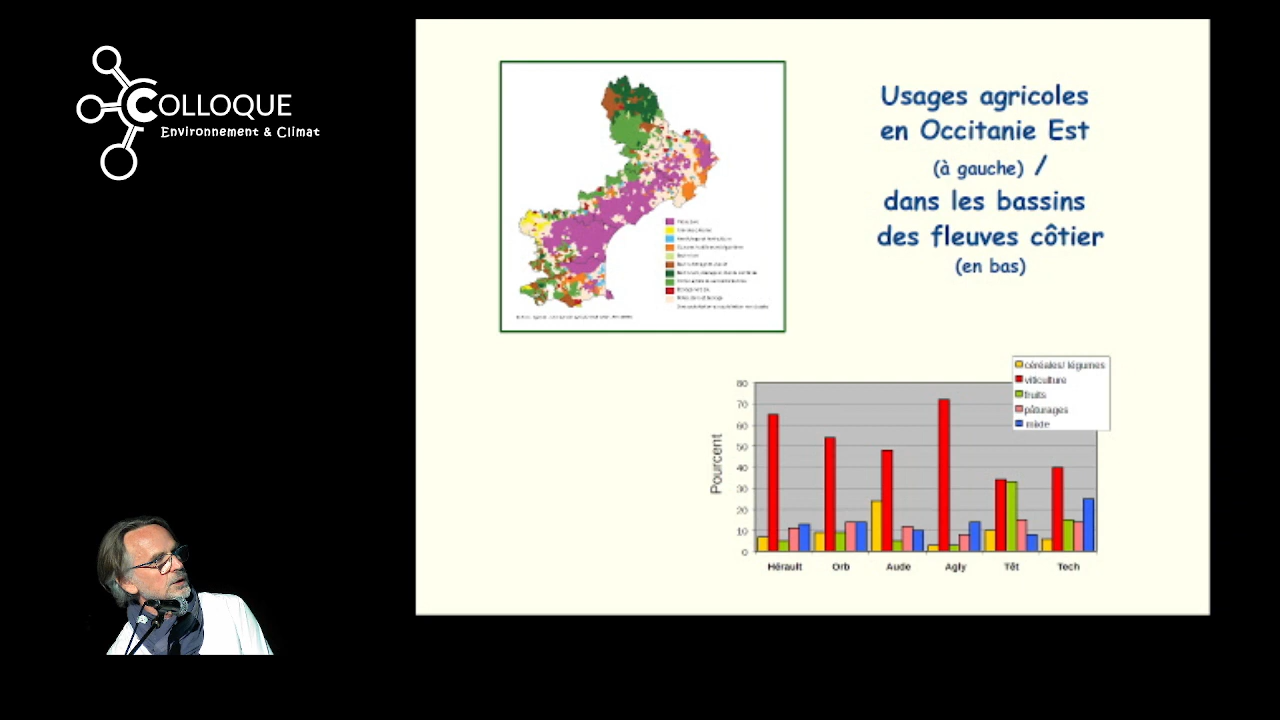 COLLOQUE
Environnement & Climat
Usages agricoles
en Occitanie Est
(à gauche) /
dans les bassins
des fleuves côtier
(en bas)
céréales/ légumes
viticulture
fruits
pâturages
mixte
Pourcent
80
70
60
50
40
30
20
10
0
Hérault Orb Aude Agly Têt Tech